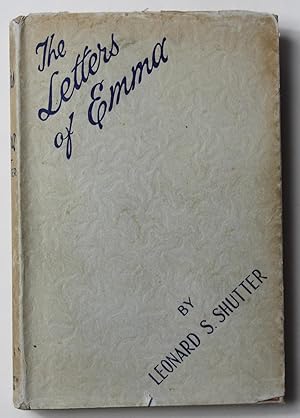 The
Letters
of Emma
BY
LEONARD S. SHUTTER